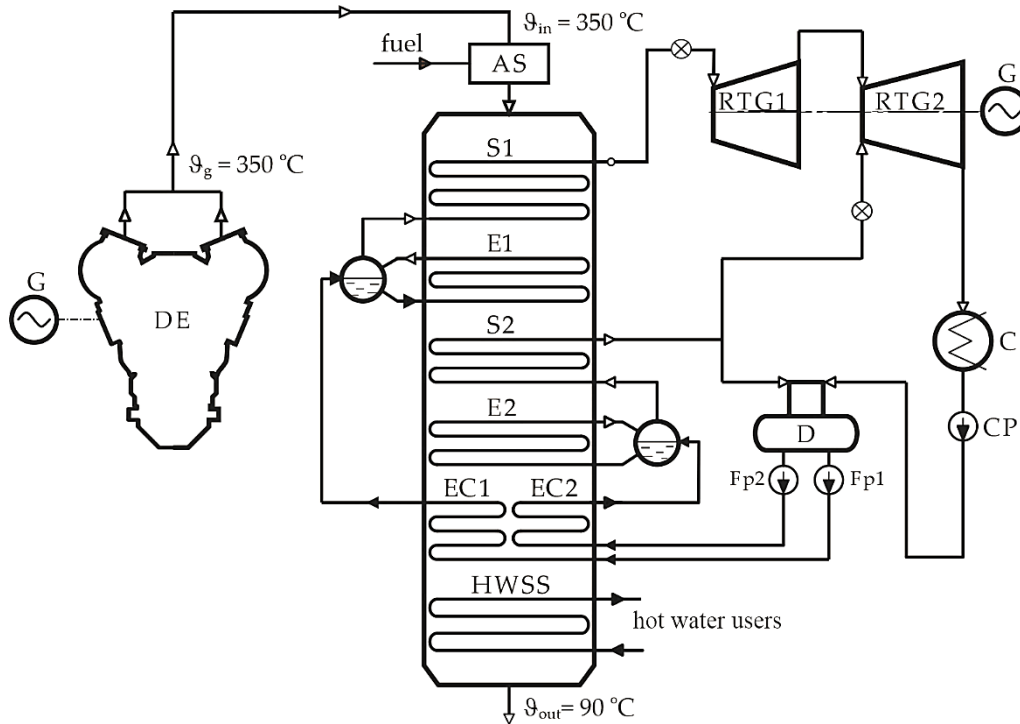 ϑin = 350 °C
fuel
AS
G
RTG1
RTG2
S1
ϑg = 350 °C
E1
G
DE
S2
C
E2
D
CP
Fp2
Fp1
EC1
EC2
HWSS
hot water users
ϑout = 90 °C